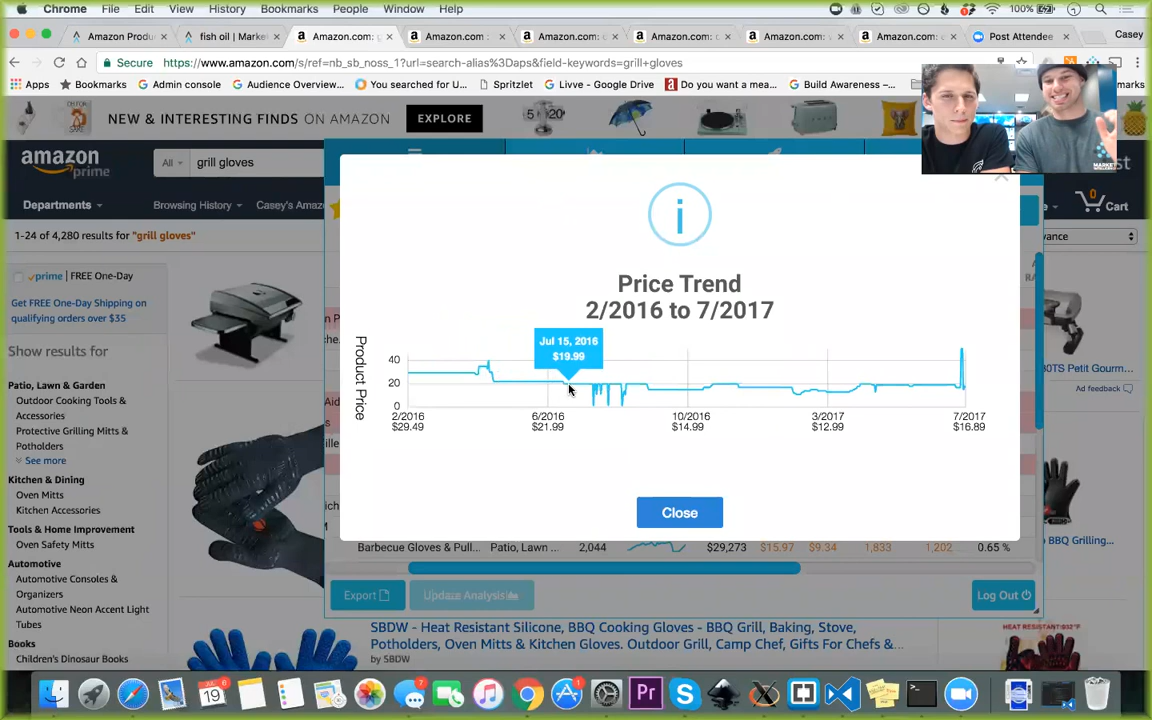 Chrome File Edit View History Bookmarks People Window Help
100%
Amazon Produ
fish oil | Marke
Amazon.com: g
Amazon.com :
Amazon.com: c
Amazon.com: c
Amazon.com: v
Amazon.com: c
Post Attendee
Casey
Secure https://www.amazon.com/s/ref=nb_sb_noss_1?url=search-alias%3Daps&field-keywords=grill+gloves
Apps Bookmarks Admin console Audience Overview... You searched for U... Spritzlet Livve - Google Drive Do you want a mea... Build Awareness –...
NEW & INTERESTING FINDS ON AMAZON
EXPLORE
amazon
prime
All
grill gloves
Departments
Browsing History
Casey's Amaz
0
Cart
1-24 of 4,280 results for "grill gloves"
prime | FREE One-Day
Get FREE One-Day Shipping on
qualifying orders over $35
Show results for
Patio, Lawn & Garden
Outdoor Cooking Tools &
Accessories
Protective Grilling Mitts &
Potholders
See more
Kitchen & Dining
Oven Mitts
Kitchen Accessories
Tools & Home Improvement
Oven Safety Mitts
Automotive
Automotive Consoles &
Organizers
Automotive Neon Accent Light
Tubes
Books
Children's Dinosaur Books
Price Trend
2/2016 to 7/2017
Product Price
40
20
0
Jul 15, 2016
$19.99
2/2016
$29.49
6/2016
$21.99
10/2016
$14.99
3/2017
$12.99
7/2017
$16.89
Close
Barbecue Gloves & Pull... Patio, Lawn ... 2,044 $29,273 $15.97 $9.34 1,833 1,202 0.65 %
Export
Update Analysis
Log Out
Ad feedback
SBDW - Heat Resistant Silicone, BBQ Cooking Gloves - BBQ Grill, Baking, Stove,
Potholders, Oven Mitts & Kitchen Gloves. Outdoor Grill, Camp Chef, Gifts For Chefs &...
by SBDW
BBQ Grilling...
19
Pr